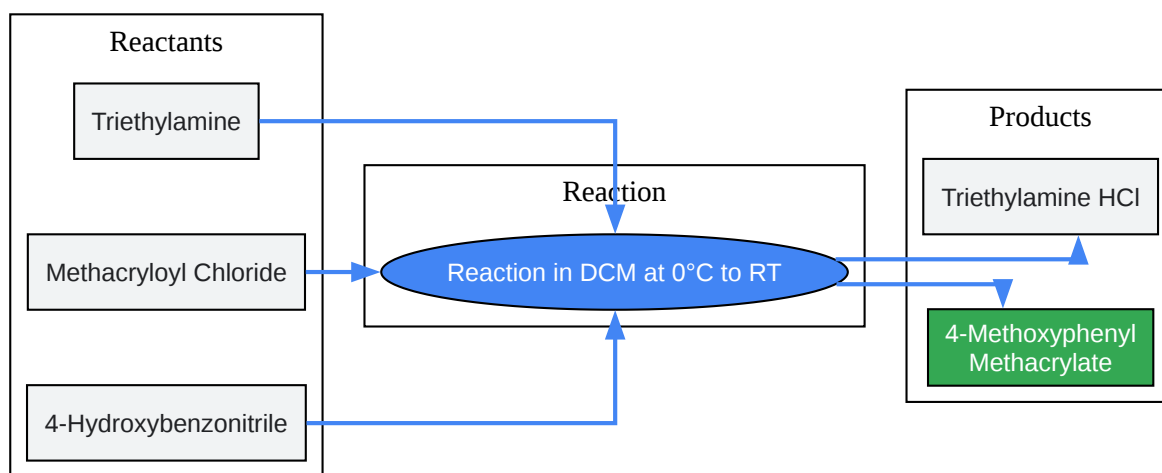 Reactants
Triethylamine
Methacryloyl Chloride
4-Hydroxybenzonitrile
Reaction
Reaction in DCM at 0°C to RT
Products
Triethylamine HCl
4-Methoxyphenyl
Methacrylate